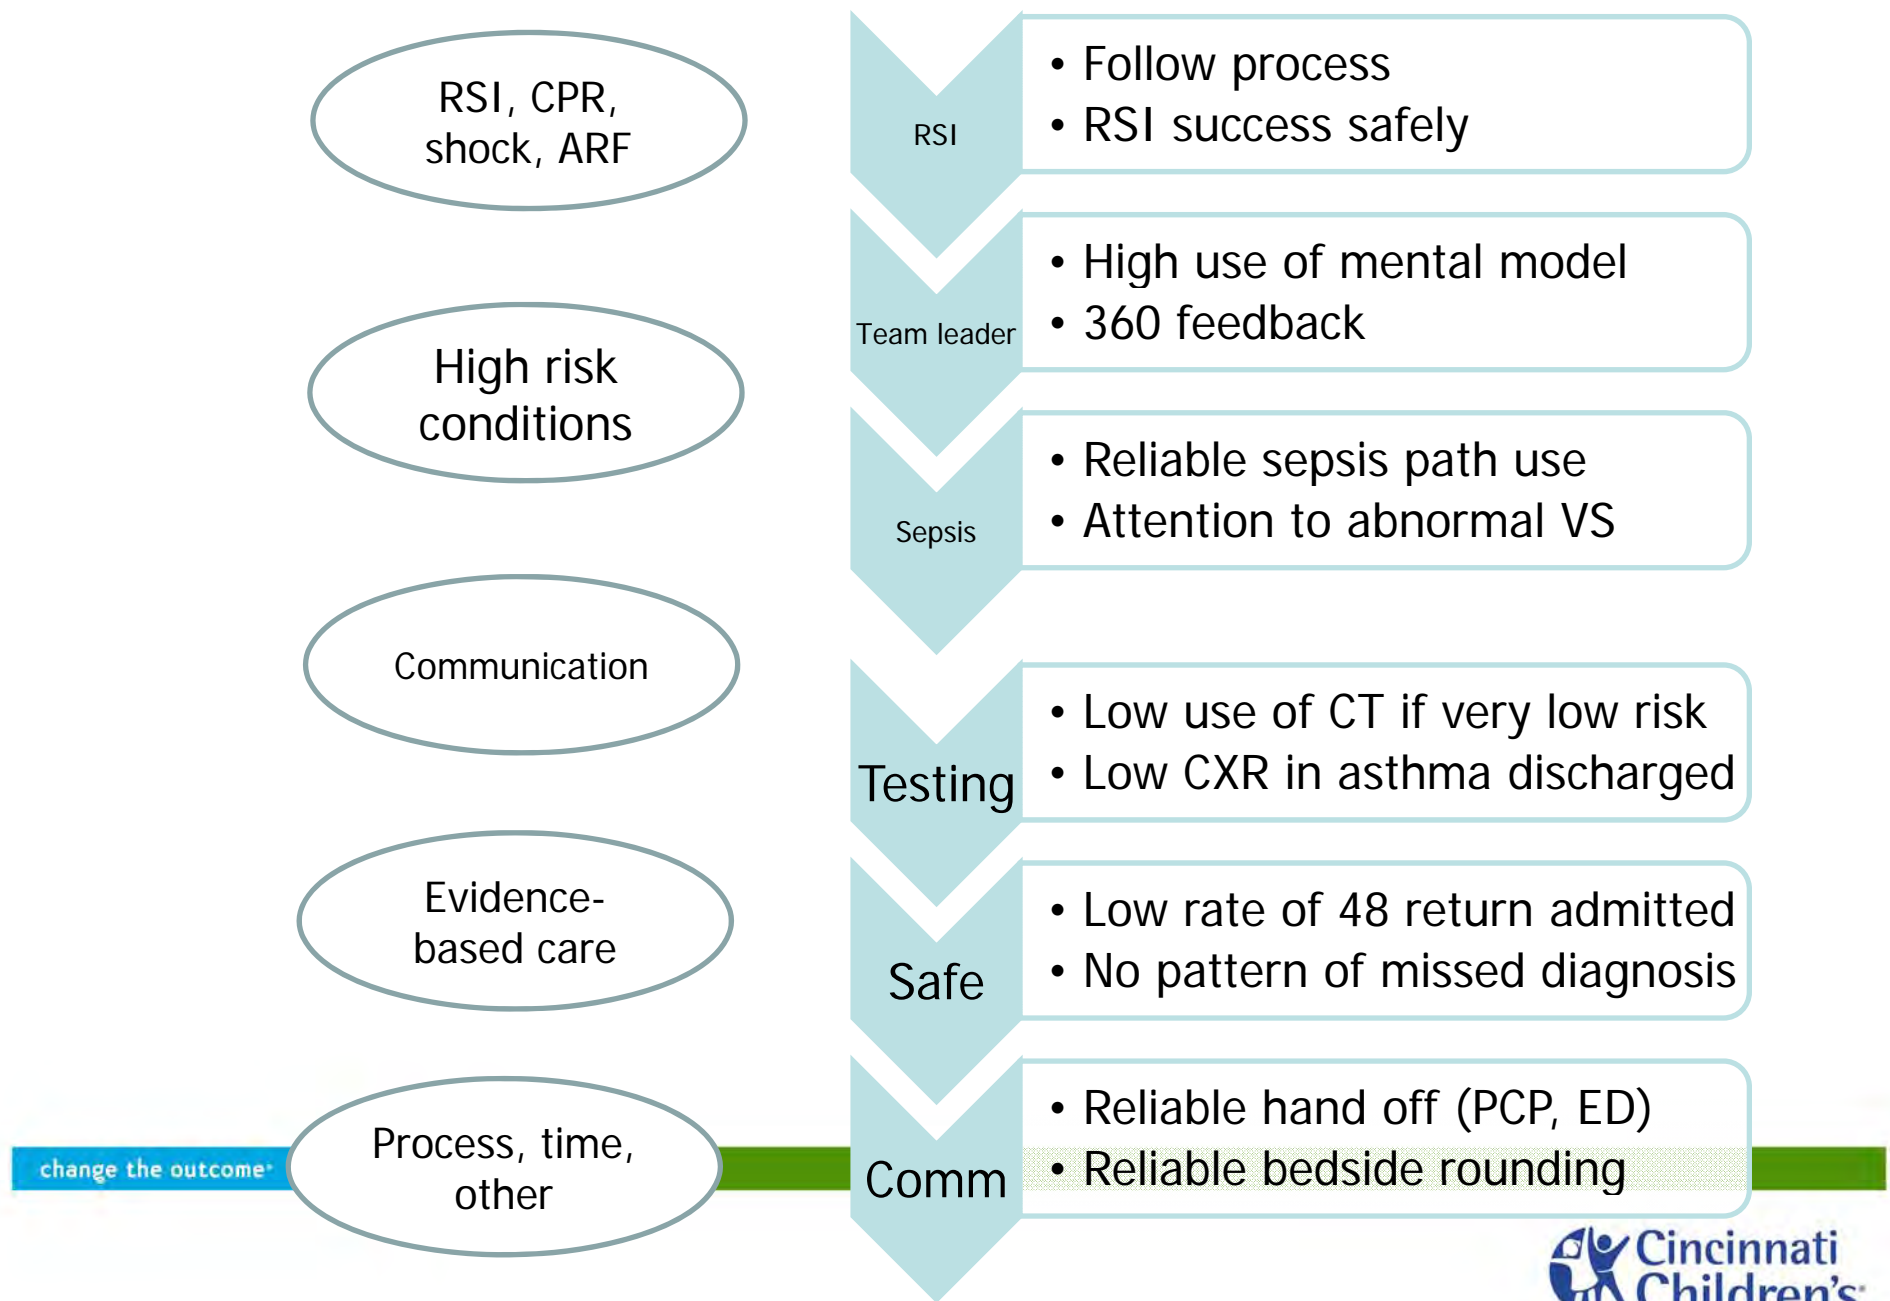 RSI, CPR,
shock, ARF
High risk
conditions
Communication
Evidence-
based care
Process, time,
other
RSI
• Follow process
• RSI success safely
Team leader
• High use of mental model
• 360 feedback
Sepsis
• Reliable sepsis path use
• Attention to abnormal VS
Testing
• Low use of CT if very low risk
• Low CXR in asthma discharged
Safe
• Low rate of 48 return admitted
• No pattern of missed diagnosis
Comm
• Reliable hand off (PCP, ED)
• Reliable bedside rounding
change the outcome
Cincinnati
Children's